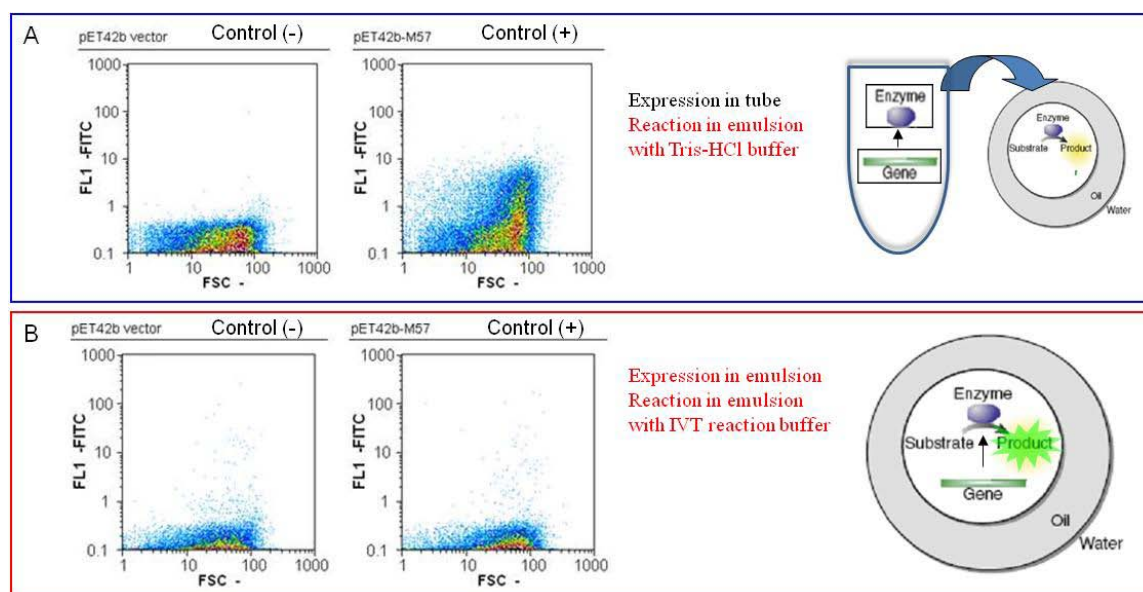 A
pET42b vector Control (-)
1000
100
10
1
0.1
FL1 -FITC
1 10 100 1000
FSC -
pET42b-M57 Control (+)
1000
100
10
1
0.1
FL1 -FITC
1 10 100 1000
FSC -
Expression in tube
Reaction in emulsion
with Tris-HCl buffer
Enzyme
Gene
Enzyme
Substrate Product
Oil
Water
B
pET42b vector Control (-)
1000
100
10
1
0.1
FL1 -FITC
1 10 100 1000
FSC -
pET42b-M57 Control (+)
1000
100
10
1
0.1
FL1 -FITC
1 10 100 1000
FSC -
Expression in emulsion
Reaction in emulsion
with IVT reaction buffer
Enzyme
Substrate Product
Gene
Oil
Water